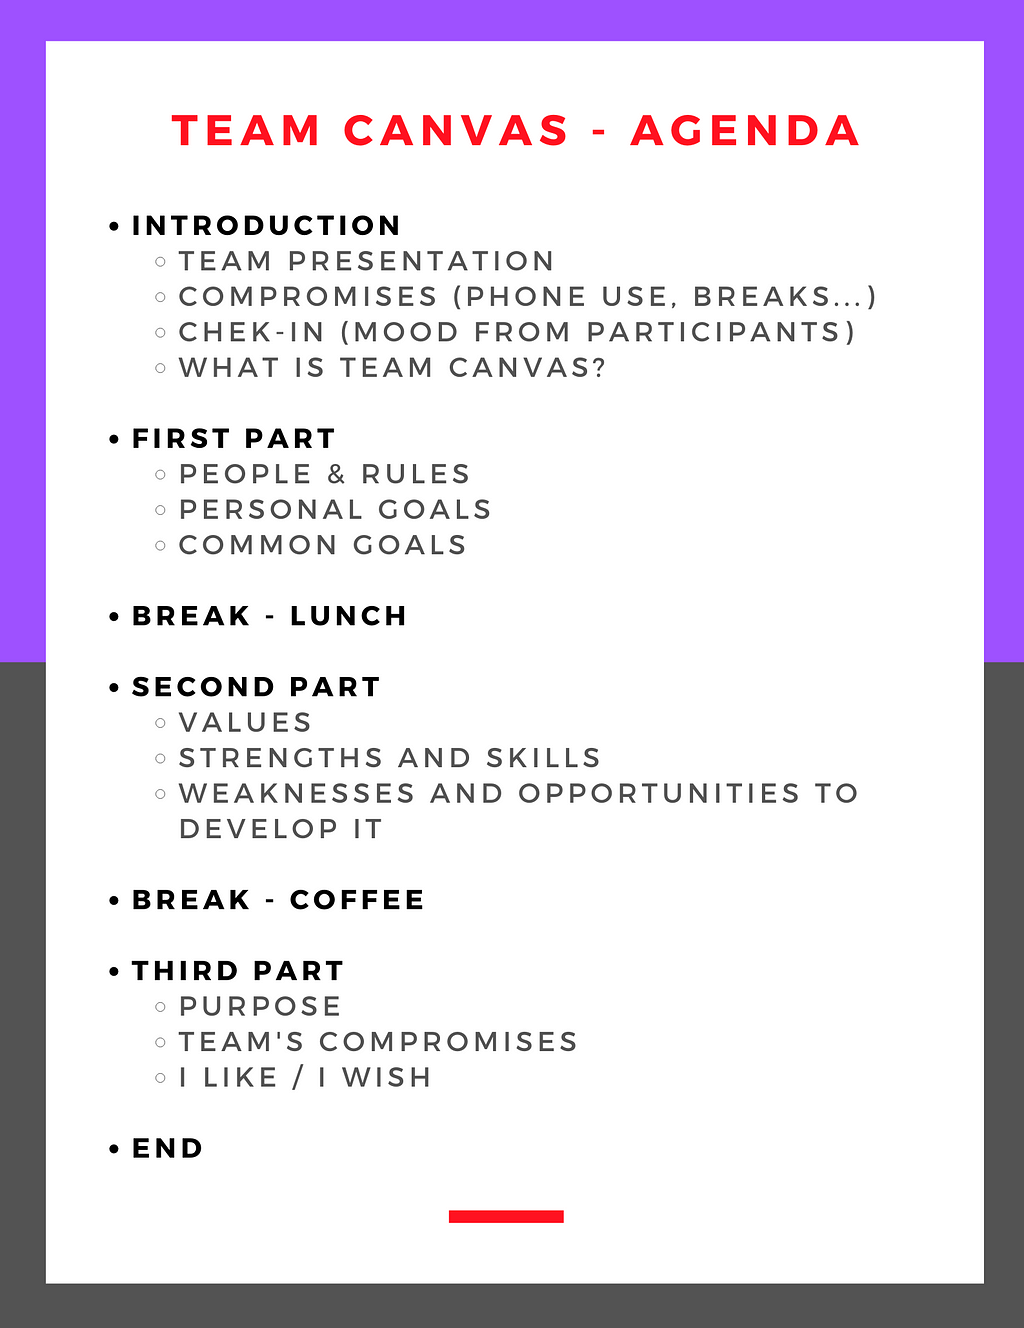 TEAM CANVAS - AGENDA
• INTRODUCTION
◦ TEAM PRESENTATION
◦ COMPROMISES (PHONE USE, BREAKS...)
◦ CHEK-IN (MOOD FROM PARTICIPANTS)
◦ WHAT IS TEAM CANVAS?
• FIRST PART
◦ PEOPLE & RULES
◦ PERSONAL GOALS
◦ COMMON GOALS
• BREAK - LUNCH
• SECOND PART
◦ VALUES
◦ STRENGTHS AND SKILLS
◦ WEAKNESSES AND OPPORTUNITIES TO
DEVELOP IT
• BREAK - COFFEE
• THIRD PART
◦ PURPOSE
◦ TEAM'S COMPROMISES
◦ I LIKE / I WISH
• END